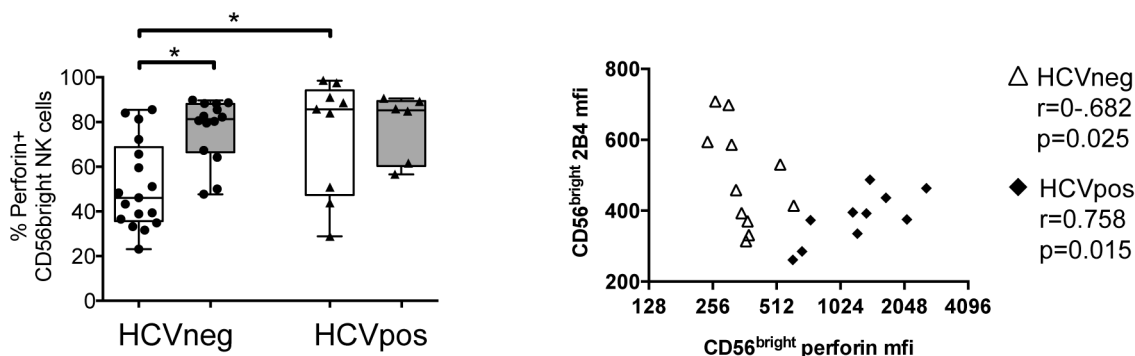 *
*
% Perforin+
CD56bright NK cells
100
80
60
40
20
0
HCVneg
HCVpos
CD56bright 2B4 mfi
800
600
400
200
128
256
512
1024
2048
4096
CD56bright perforin mfi
HCVneg
r=0-.682
p=0.025
HCVpos
r=0.758
p=0.015